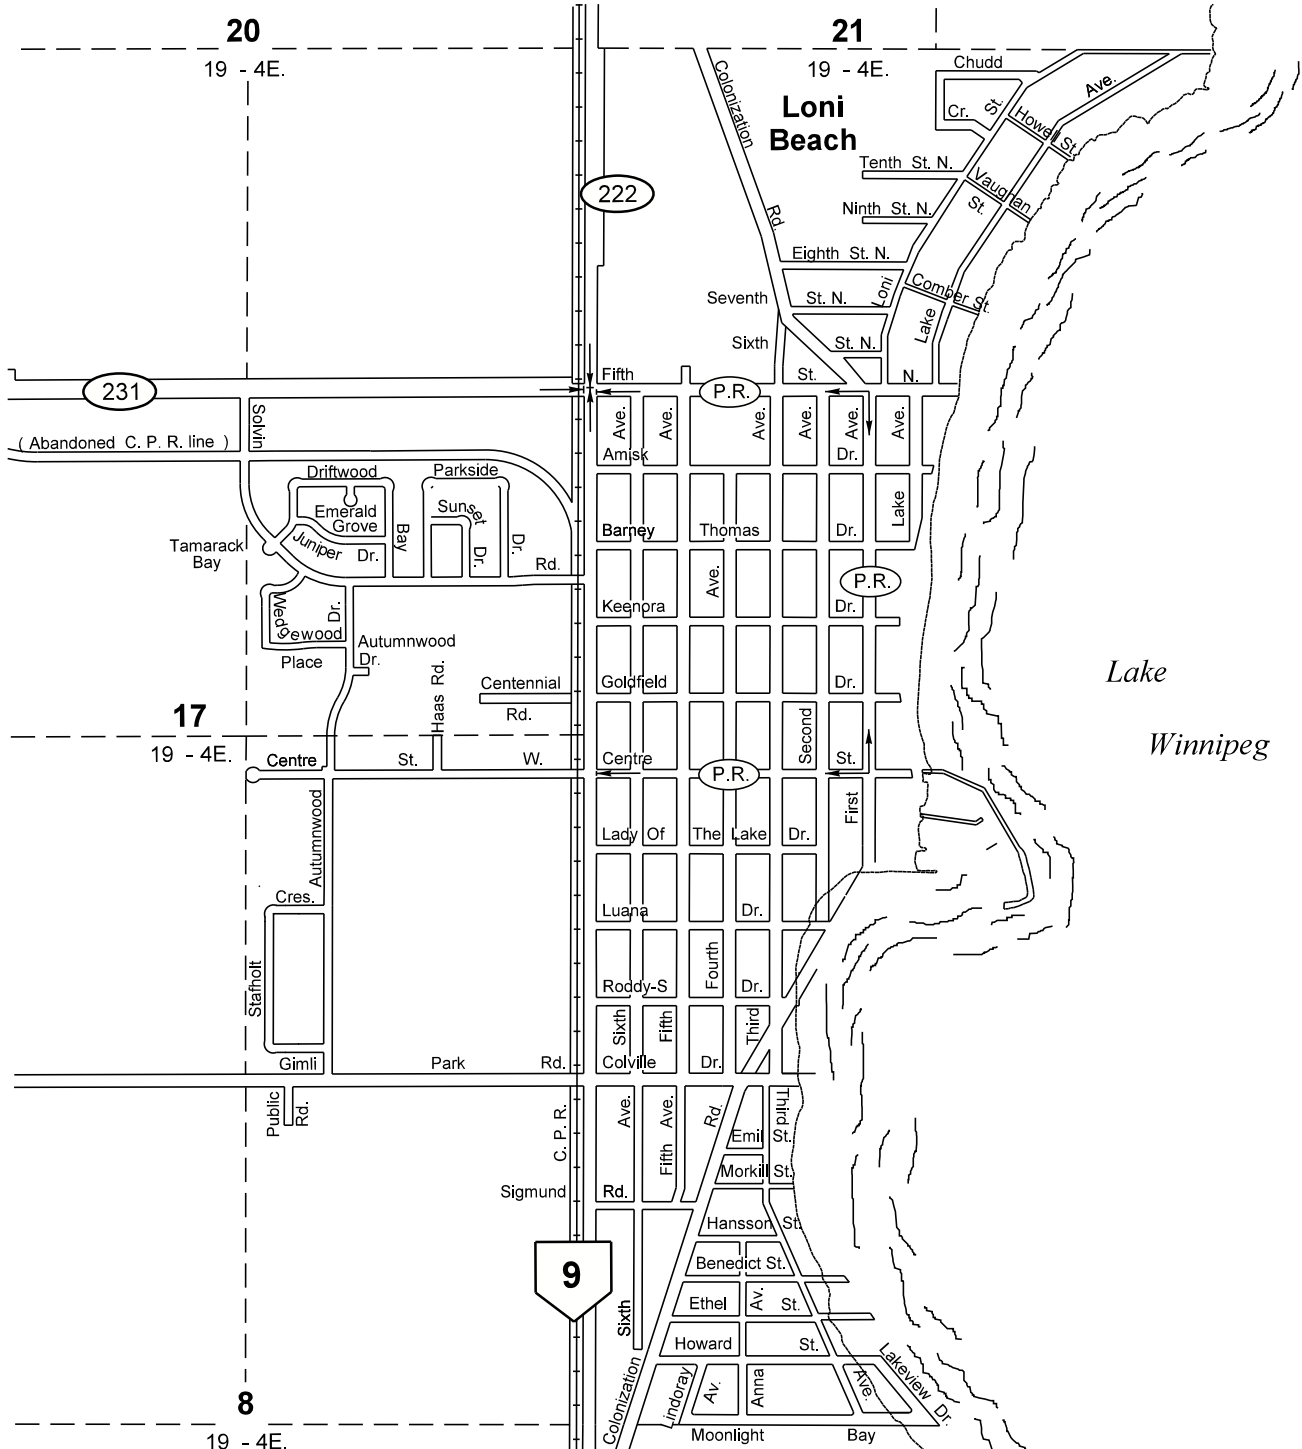 20
21
19 - 4E.
19 - 4E.
Chudd
Cr.
St.
Ave.
Howell St.
Colonization
Rd.
Loni
Beach
Tenth St. N.
Vaughan
St.
222
Ninth St. N.
Eighth St. N.
Loni
Comber St.
Seventh St. N.
Lake
Sixth St. N.
Fifth St. N.
231
P.R.
Solvin
Ave.
Ave.
Ave.
Ave.
Ave.
Ave.
( Abandoned C. P. R. line )
Amisk Dr.
Driftwood
Parkside
Emerald
Grove
Sunset
Lake
Barney Thomas Dr.
Tamarack
Bay
Juniper Dr.
Bay
Dr.
Dr.
Rd.
Ave.
P.R.
Wedgewood
Place
Dr.
Keenora Dr.
Autumnwood
Dr.
Haas Rd.
Centennial
Rd.
Goldfield Dr.
Lake
Winnipeg
17
19 - 4E.
Second
Centre St. W.
Centre St.
P.R.
Autumnwood
First
Lady Of The Lake Dr.
Cres.
Luana Dr.
Stafholt
Fourth
Roddy-S Dr.
Sixth
Fifth
Third
Gimli Park Rd.
Colville Dr.
Public
Rd.
C. P. R.
Ave.
Fifth Ave.
Rd.
Third
Emil St.
Morkill St.
Sigmund Rd.
Hansson St.
9
Benedict St.
Ethel St.
Av.
Sixth
Howard St.
Colonization
Lindoray
Av.
Anna
Ave.
Lakeview Dr.
8
19 - 4E.
Moonlight Bay